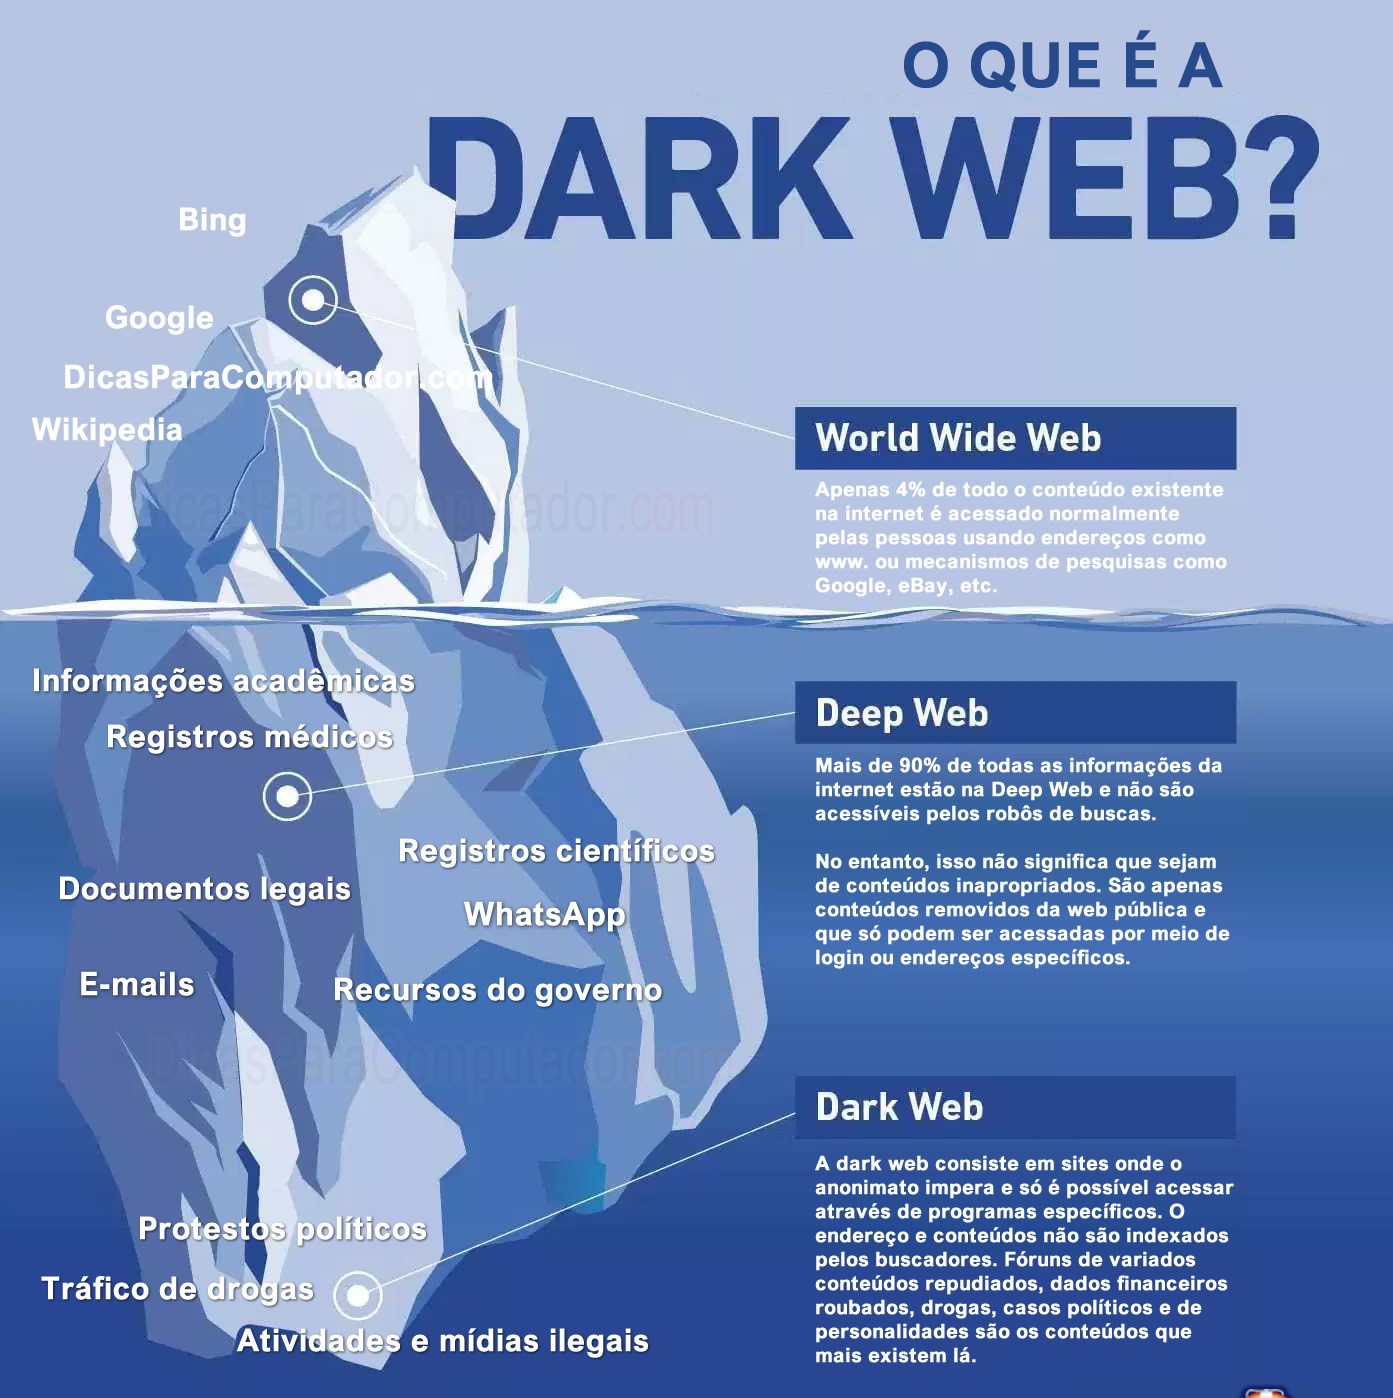 O QUE É A
DARK WEB?
Bing
Google
DicasParaComputador.com
Wikipedia
World Wide Web
Apenas 4% de todo o conteúdo existente
na internet é acessado normalmente
pelas pessoas usando endereços como
www. ou mecanismos de pesquisas como
Google, eBay, etc.
DicasParaComputador.com
Informações acadêmicas
Registros médicos
Deep Web
Mais de 90% de todas as informações da
internet estão na Deep Web e não são
acessíveis pelos robôs de buscas.
No entanto, isso não significa que sejam
de conteúdos inapropriados. São apenas
conteúdos removidos da web pública e
que só podem ser acessadas por meio de
login ou endereços específicos.
Registros científicos
Documentos legais
WhatsApp
E-mails
Recursos do governo
DicasParaComputador.com
Dark Web
A dark web consiste em sites onde o
anonimato impera e só é possível acessar
através de programas específicos. O
endereço e conteúdos não são indexados
pelos buscadores. Fóruns de variados
conteúdos repudiados, dados financeiros
roubados, drogas, casos políticos e de
personalidades são os conteúdos que
mais existem lá.
Protestos políticos
Tráfico de drogas
Atividades e mídias ilegais